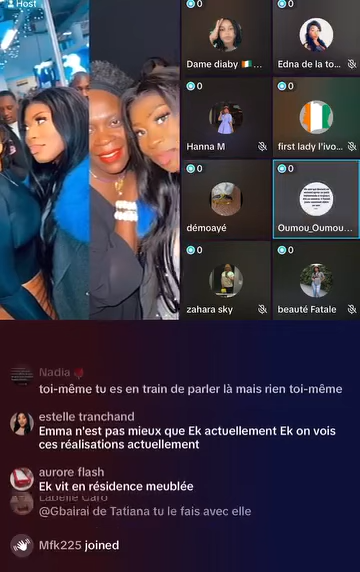 Host
0
0
Dame diaby 🇨🇮...
Edna de la to...
0
0
Hanna M
first lady l'ivo...
0
0
démoayé
Oumou_Oumou...
0
0
zahara sky
beauté Fatale
Nadia
toi-même tu es en train de parler là mais rien toi-même
estelle tranchand
Emma n'est pas mieux que Ek actuellement Ek on vois
ces réalisations actuellement
aurore flash
Ek vit en résidence meublée
Labelle Caro
@Gbairai de Tatiana tu le fais avec elle
Mfk225 joined